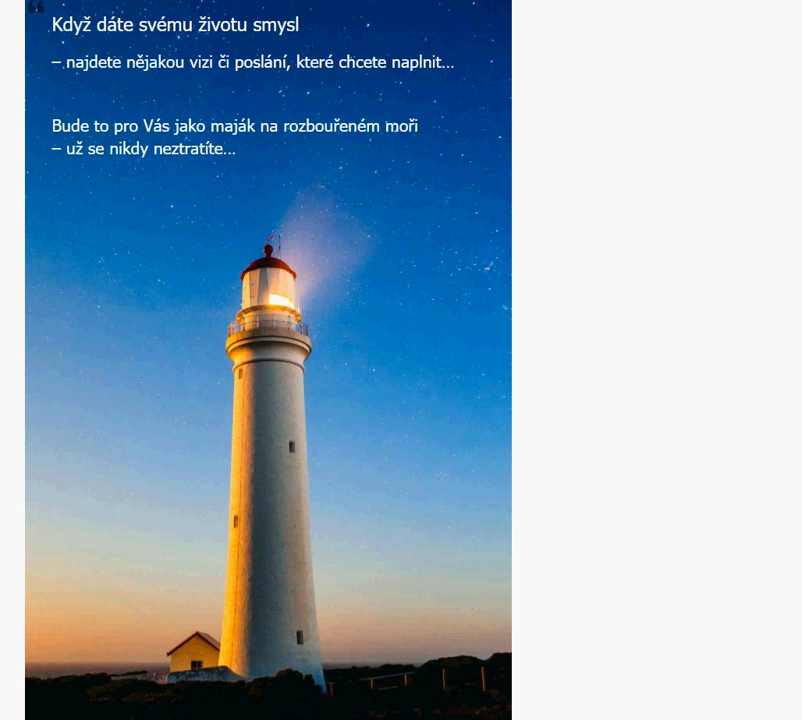 “
Když dáte svému životu smysl
– najdete nějakou vizi či poslání, které chcete naplnit...
Bude to pro Vás jako maják na rozbouřeném moři
– už se nikdy neztratíte...